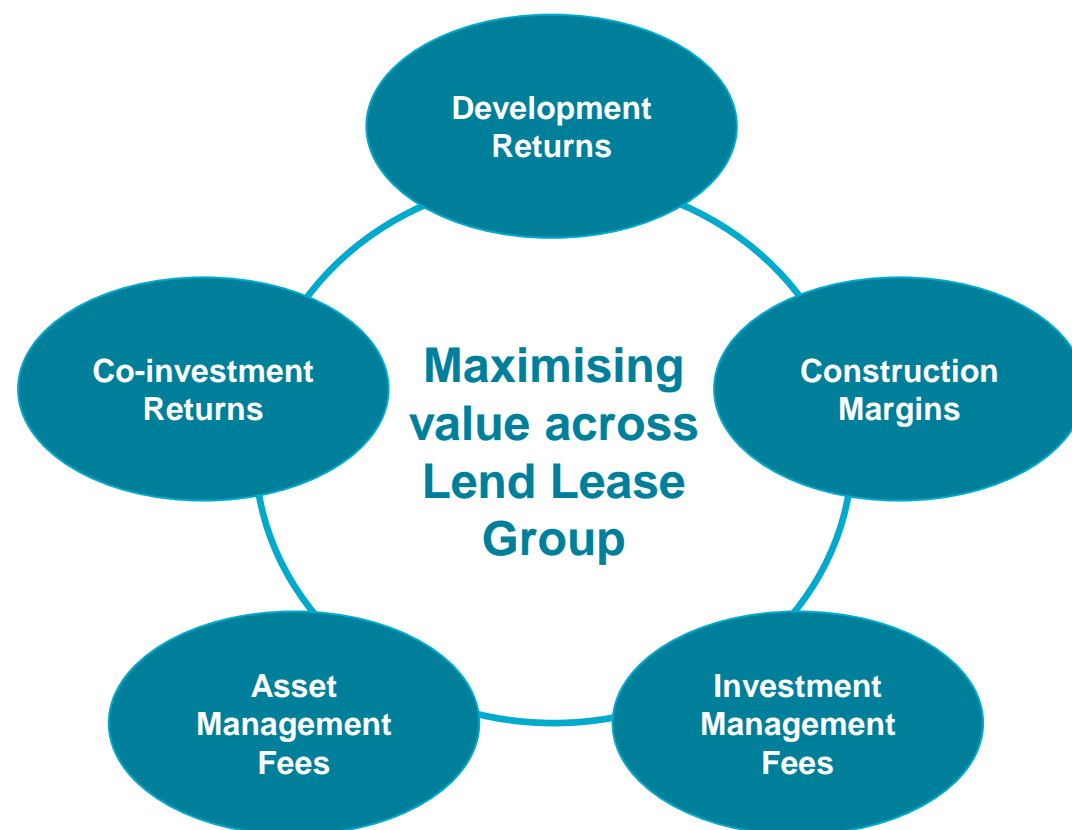 Development
Returns
Co-investment
Returns
Maximising
value across
Lend Lease
Group
Construction
Margins
Asset
Management
Fees
Investment
Management
Fees